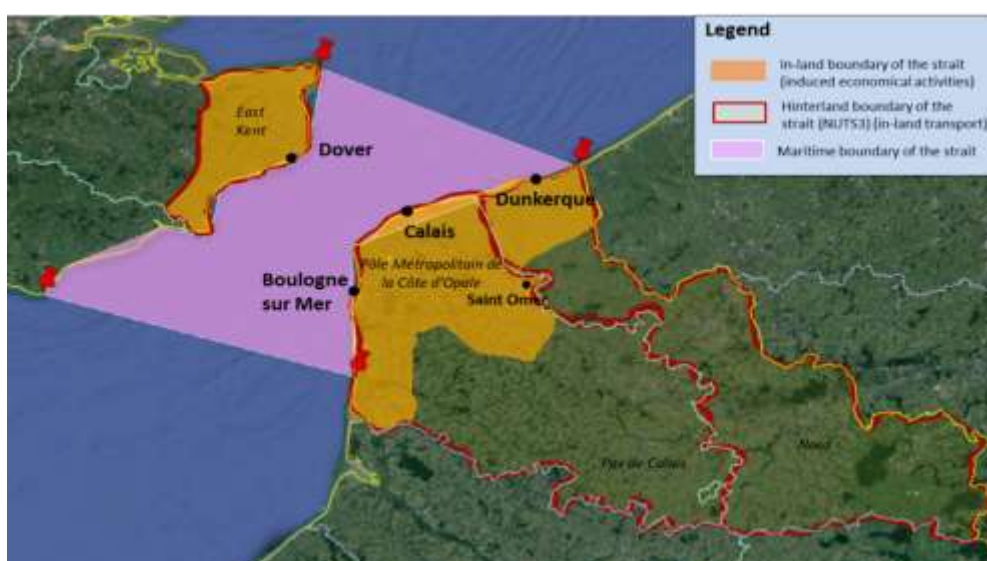 Legend
In-land boundary of the strait
(induced economical activities)
Hinterland boundary of the
strait (NUTS3) (in-land transport)
Maritime boundary of the strait
East
Kent
Dover
Dunkerque
Calais
Pôle Métropolitain de
la Côte d'Opale
Boulogne
sur Mer
Saint Omer
Pas de Calais
Nord